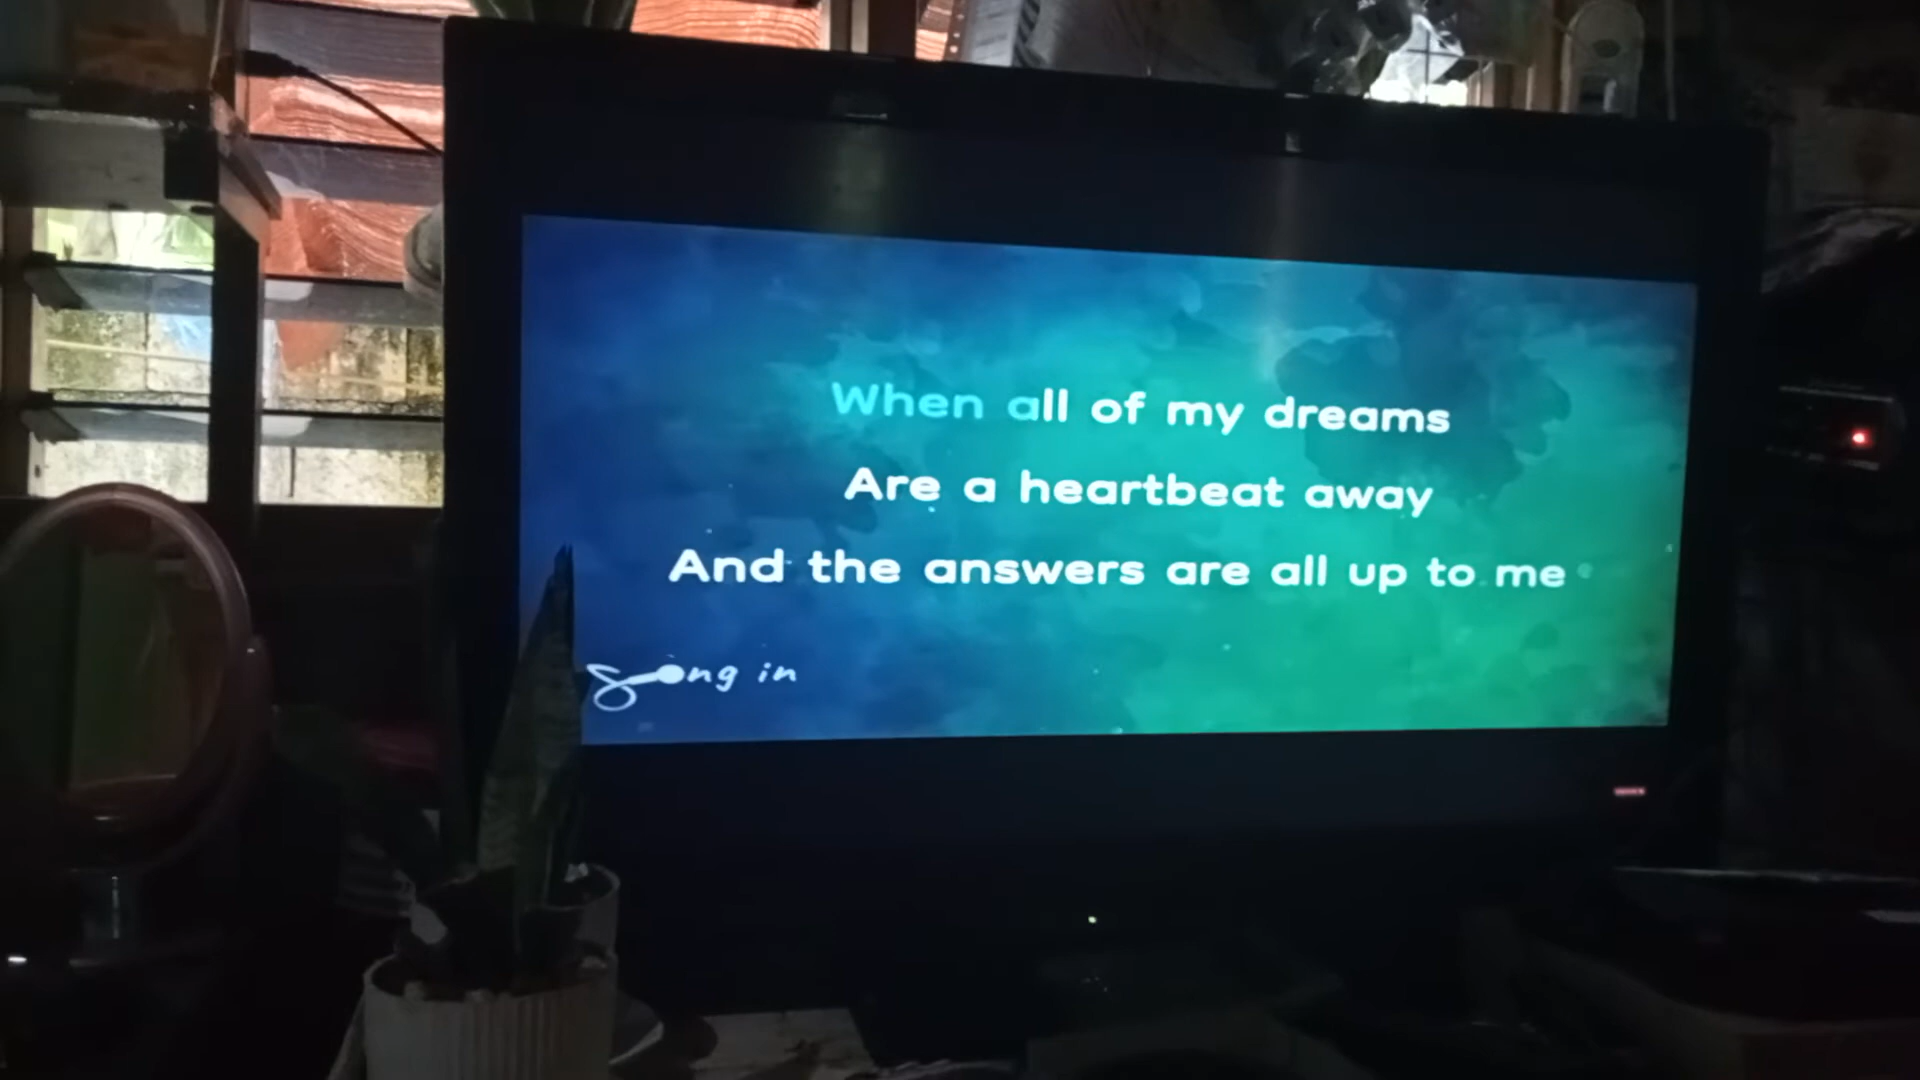 When all of my dreams
Are a heartbeat away
And the answers are all up to me
Song in